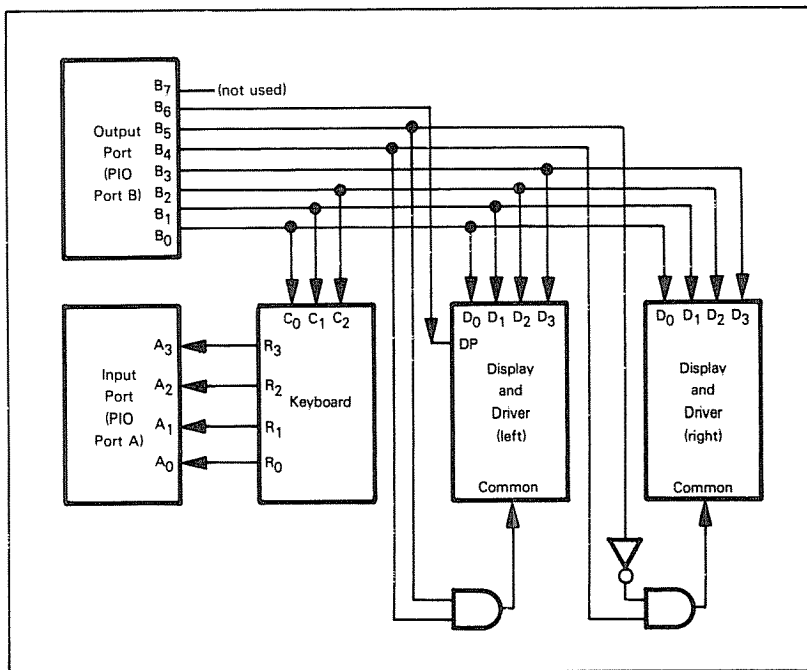 Output
Port
(PIO
Port B)
B7
(not used)
B6
B5
B4
B3
B2
B1
B0
Input
Port
(PIO
Port A)
A3
A2
A1
A0
C0 C1 C2
R3
R2
R1
R0
Keyboard
D0 D1 D2 D3
DP
Display
and
Driver
(left)
Common
D0 D1 D2 D3
Display
and
Driver
(right)
Common